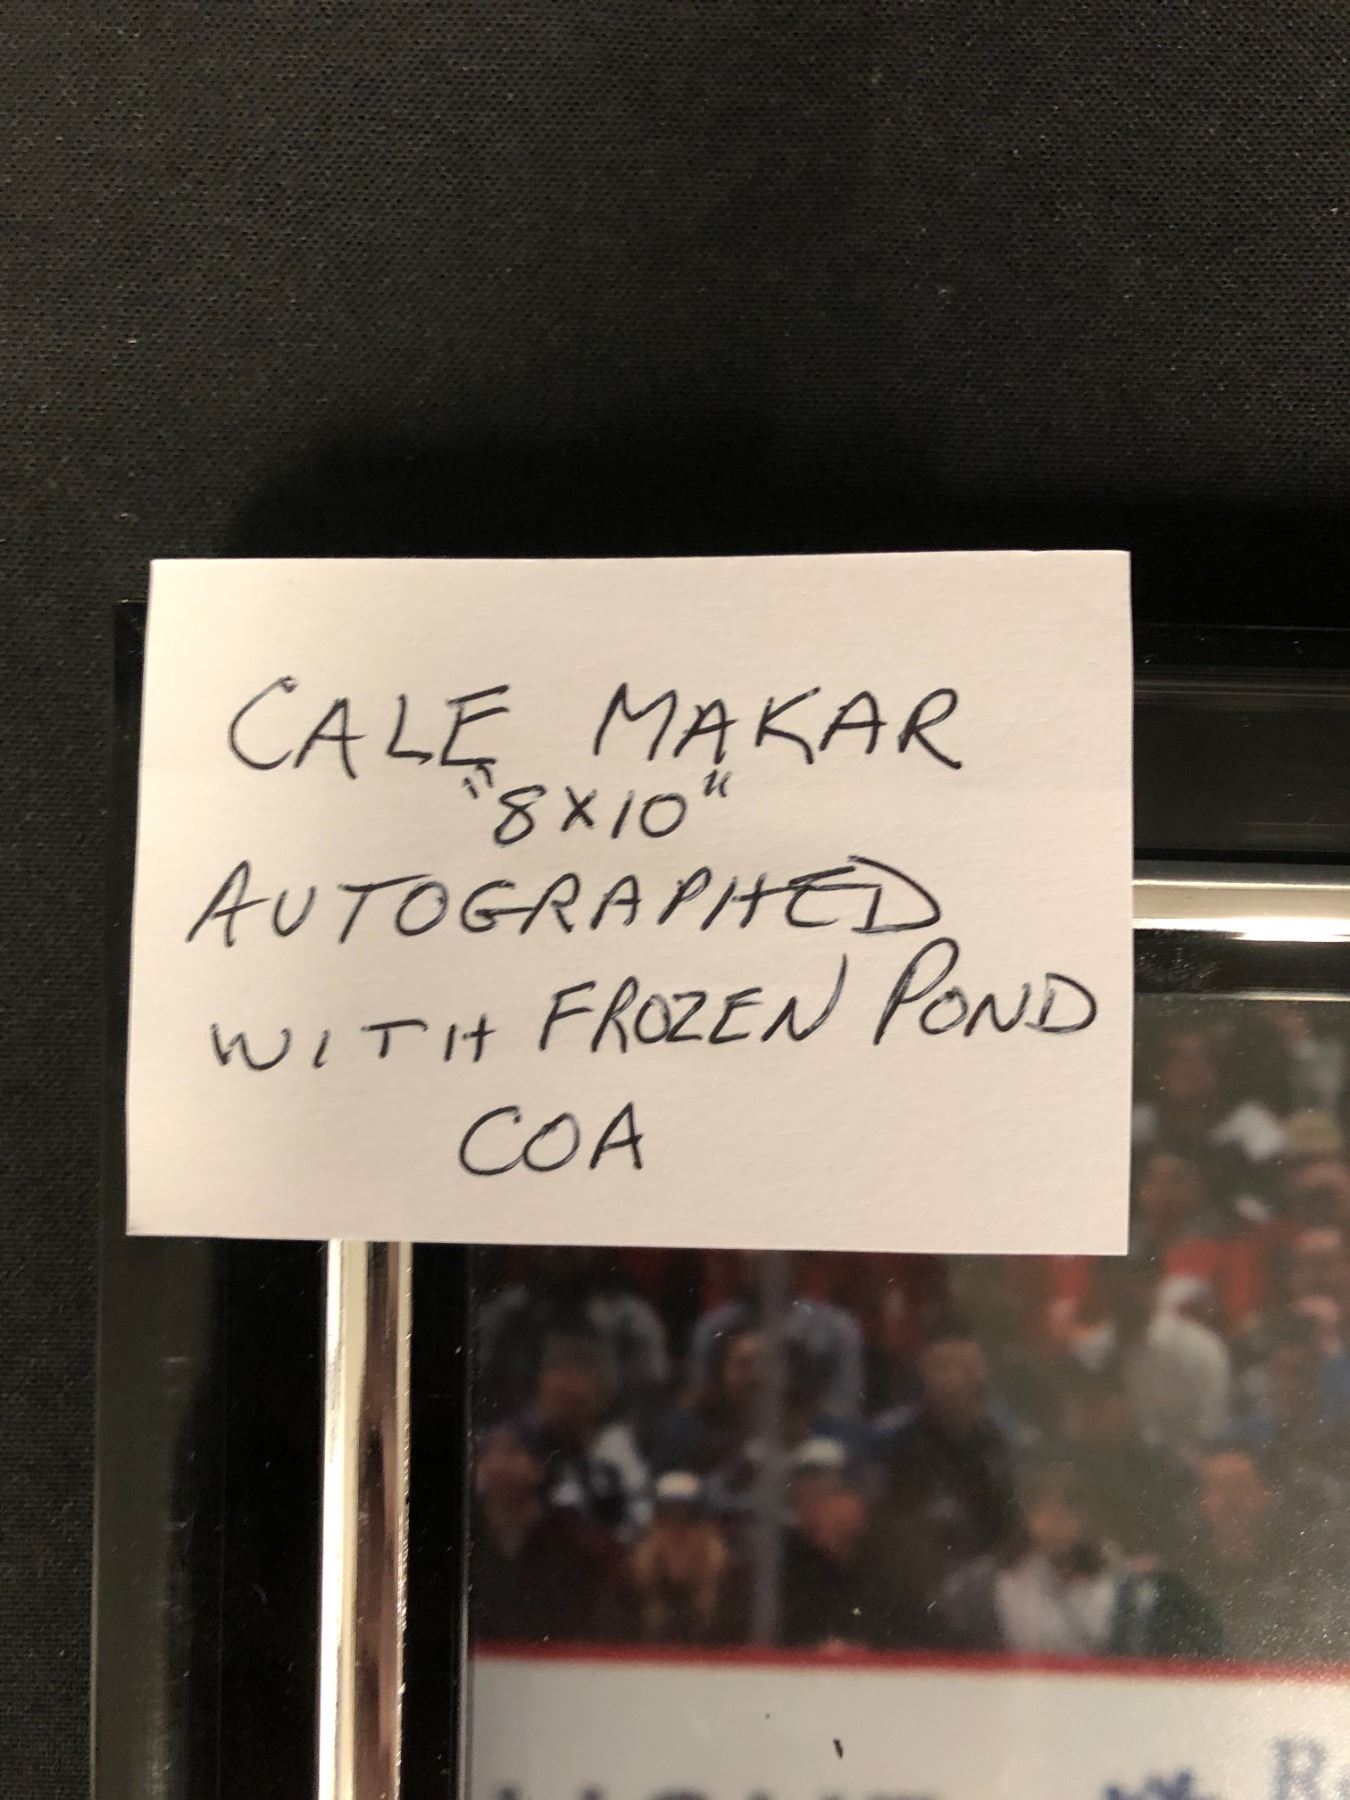 CALE MAKAR
"8X10"
AUTOGRAPHED
WITH FROZEN POND
COA